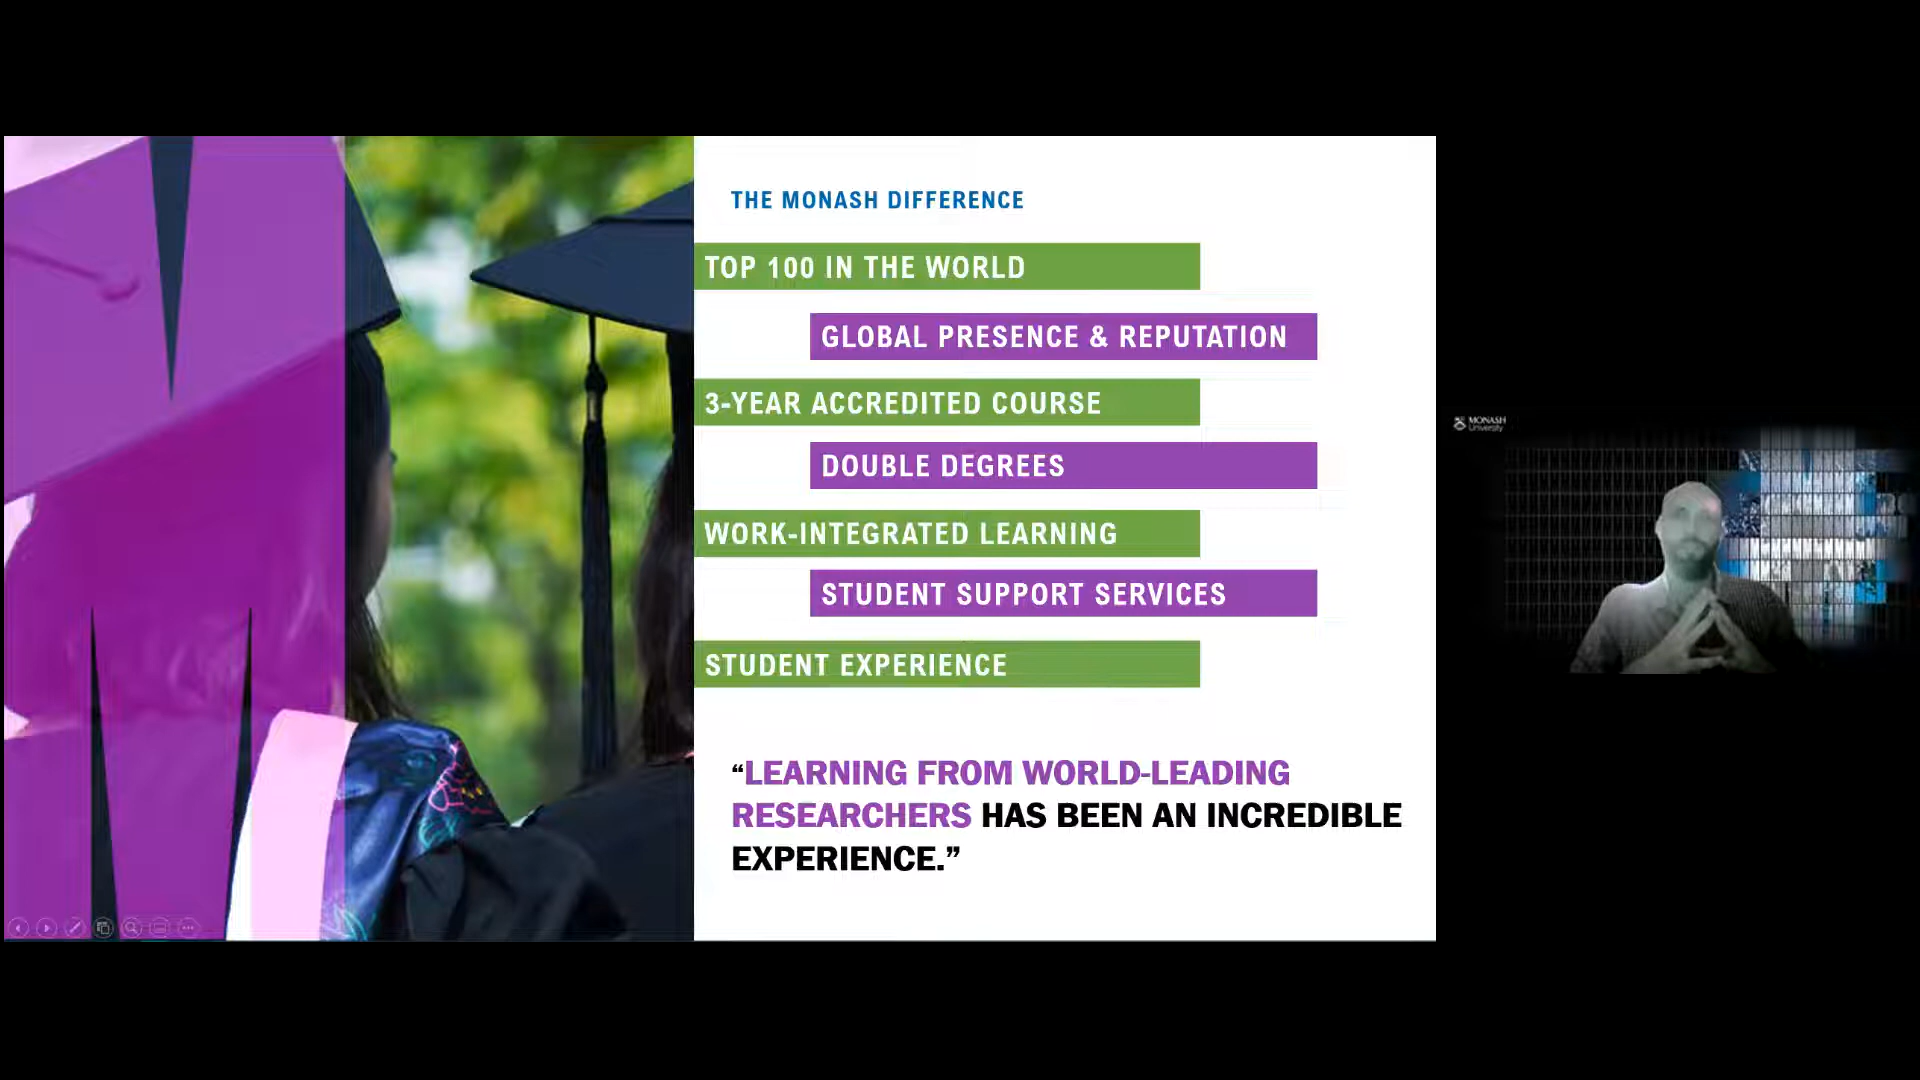 THE MONASH DIFFERENCE
TOP 100 IN THE WORLD
GLOBAL PRESENCE & REPUTATION
3-YEAR ACCREDITED COURSE
DOUBLE DEGREES
WORK-INTEGRATED LEARNING
STUDENT SUPPORT SERVICES
STUDENT EXPERIENCE
“LEARNING FROM WORLD-LEADING
RESEARCHERS HAS BEEN AN INCREDIBLE
EXPERIENCE.”
MONASH
University